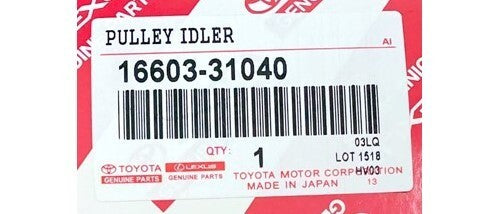 PULLEY IDLER
AI
16603-31040
QTY: 1
03LQ
LOT 1518
HV03
TOYOTA
GENUINE PARTS
LEXUS
GENUINE PARTS
TOYOTA MOTOR CORPORATION
MADE IN JAPAN 13